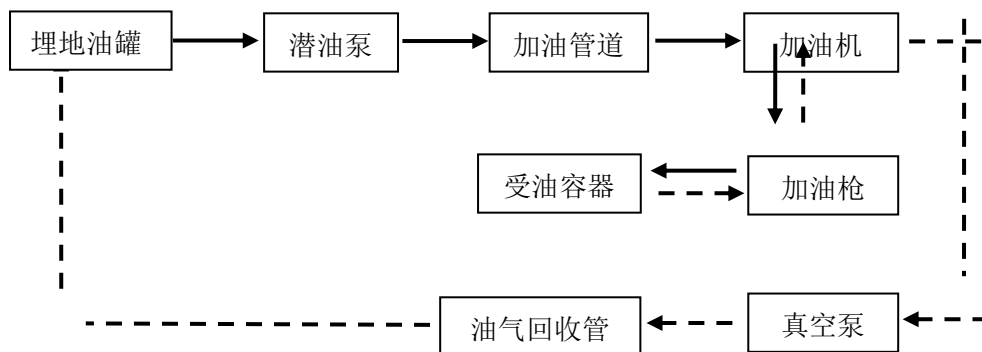 埋地油罐
潜油泵
加油管道
加油机
受油容器
加油枪
油气回收管
真空泵